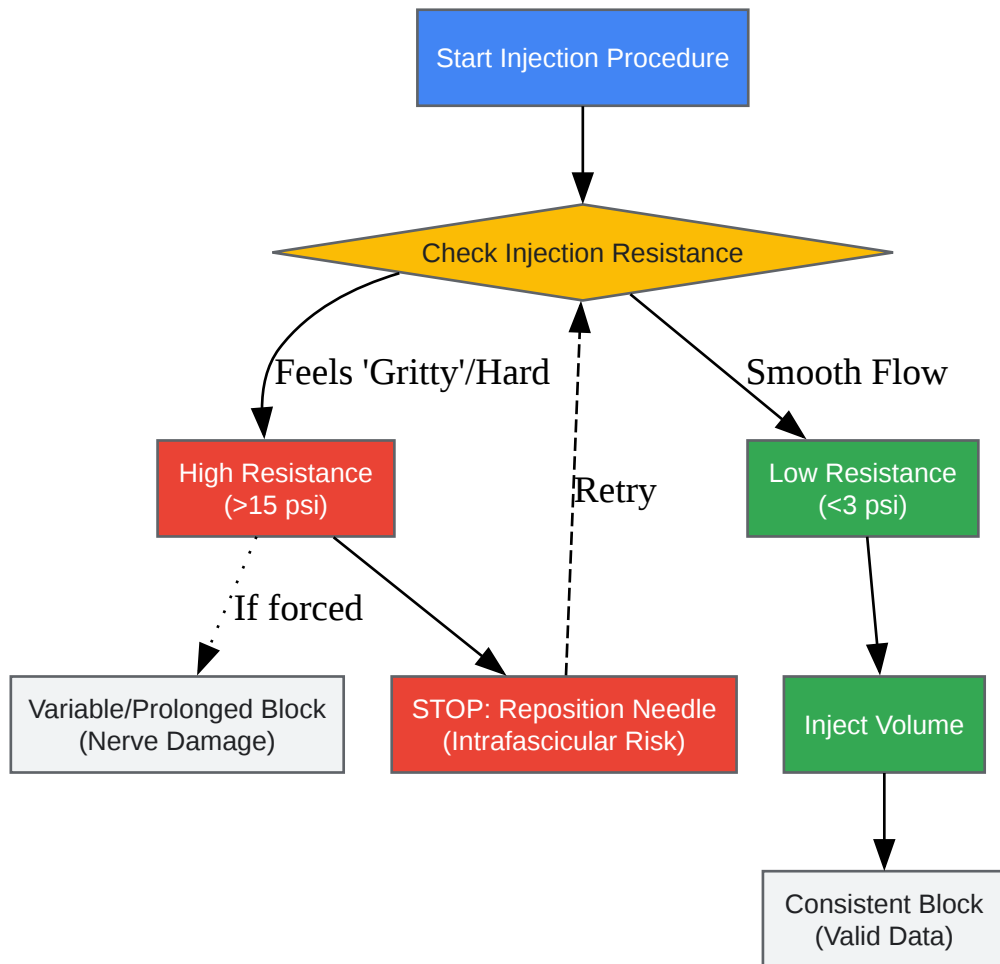 Start Injection Procedure
Check Injection Resistance
Feels 'Gritty'/Hard
Smooth Flow
High Resistance
(>15 psi)
Low Resistance
(<3 psi)
Retry
If forced
Variable/Prolonged Block
(Nerve Damage)
STOP: Reposition Needle
(Intrafascicular Risk)
Inject Volume
Consistent Block
(Valid Data)